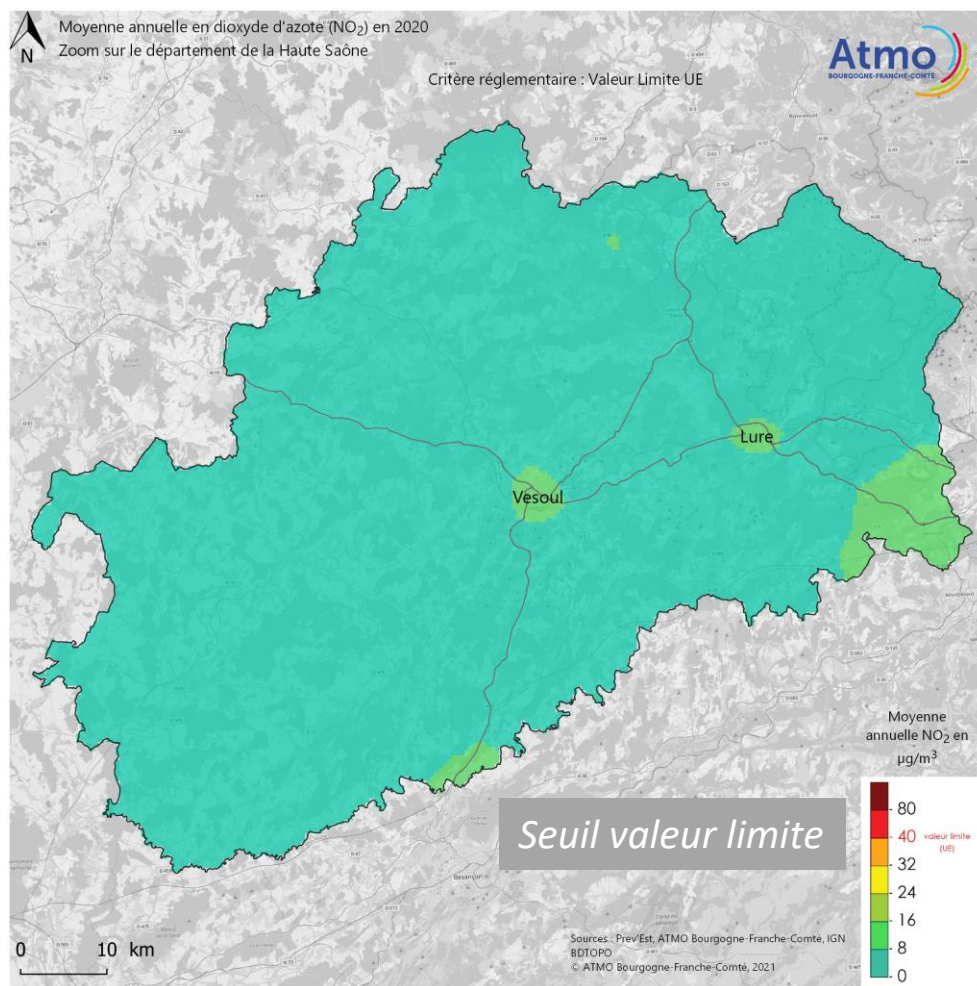 Moyenne annuelle en dioxyde d'azote (NO₂) en 2020
Zoom sur le département de la Haute Saône
N
Critère réglementaire : Valeur Limite UE
Atmo
BOURGOGNE-FRANCHE-COMTÉ
Lure
Vesoul
Moyenne
annuelle NO₂ en
µg/m³
Seuil valeur limite
80
40 valeur limite
(UE)
32
24
16
8
0
Besançon
0 10 km
Sources : Prev'Est, ATMO Bourgogne-Franche-Comté, IGN
BDTOPO
© ATMO Bourgogne-Franche-Comté, 2021